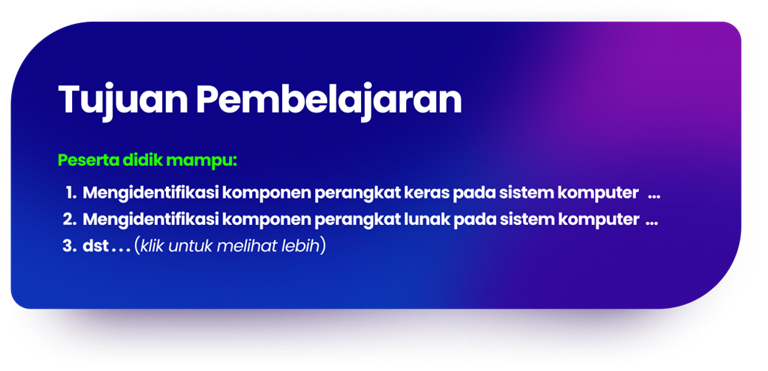 Tujuan Pembelajaran
Peserta didik mampu:
1. Mengidentifikasi komponen perangkat keras pada sistem komputer ...
2. Mengidentifikasi komponen perangkat lunak pada sistem komputer ...
3. dst . . . (klik untuk melihat lebih)